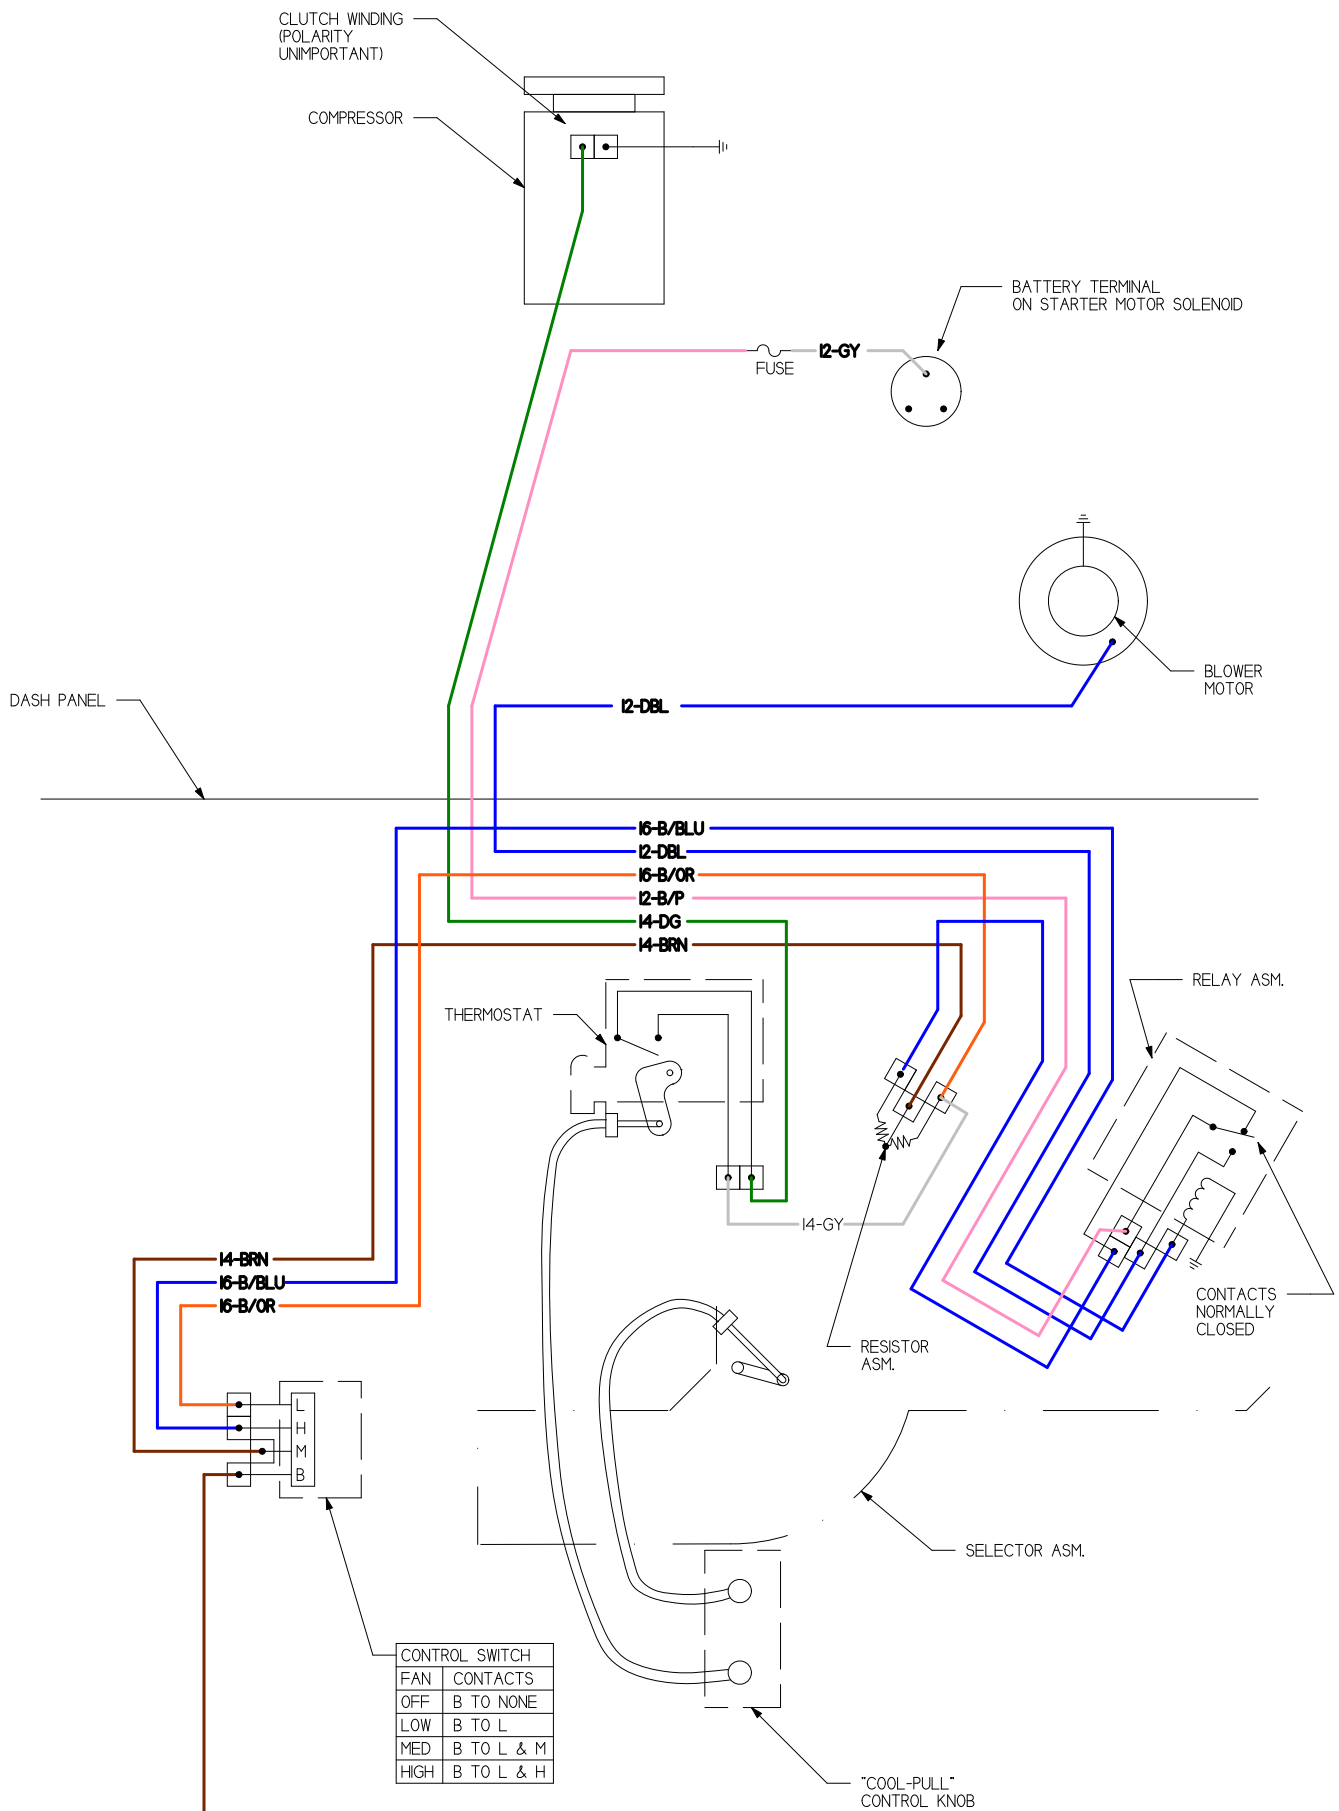 CLUTCH WINDING
(POLARITY
UNIMPORTANT)
COMPRESSOR
BATTERY TERMINAL
ON STARTER MOTOR SOLENOID
12-GY
FUSE
BLOWER
MOTOR
DASH PANEL
12-DBL
16-B/BLU
12-DBL
16-B/OR
12-B/P
14-DG
14-BRN
RELAY ASM.
THERMOSTAT
14-GY
14-BRN
16-B/BLU
16-B/OR
CONTACTS
NORMALLY
CLOSED
RESISTOR
ASM.
L
H
M
B
SELECTOR ASM.
CONTROL SWITCH
FAN CONTACTS
OFF B TO NONE
LOW B TO L
MED B TO L & M
HIGH B TO L & H
"COOL-PULL"
CONTROL KNOB